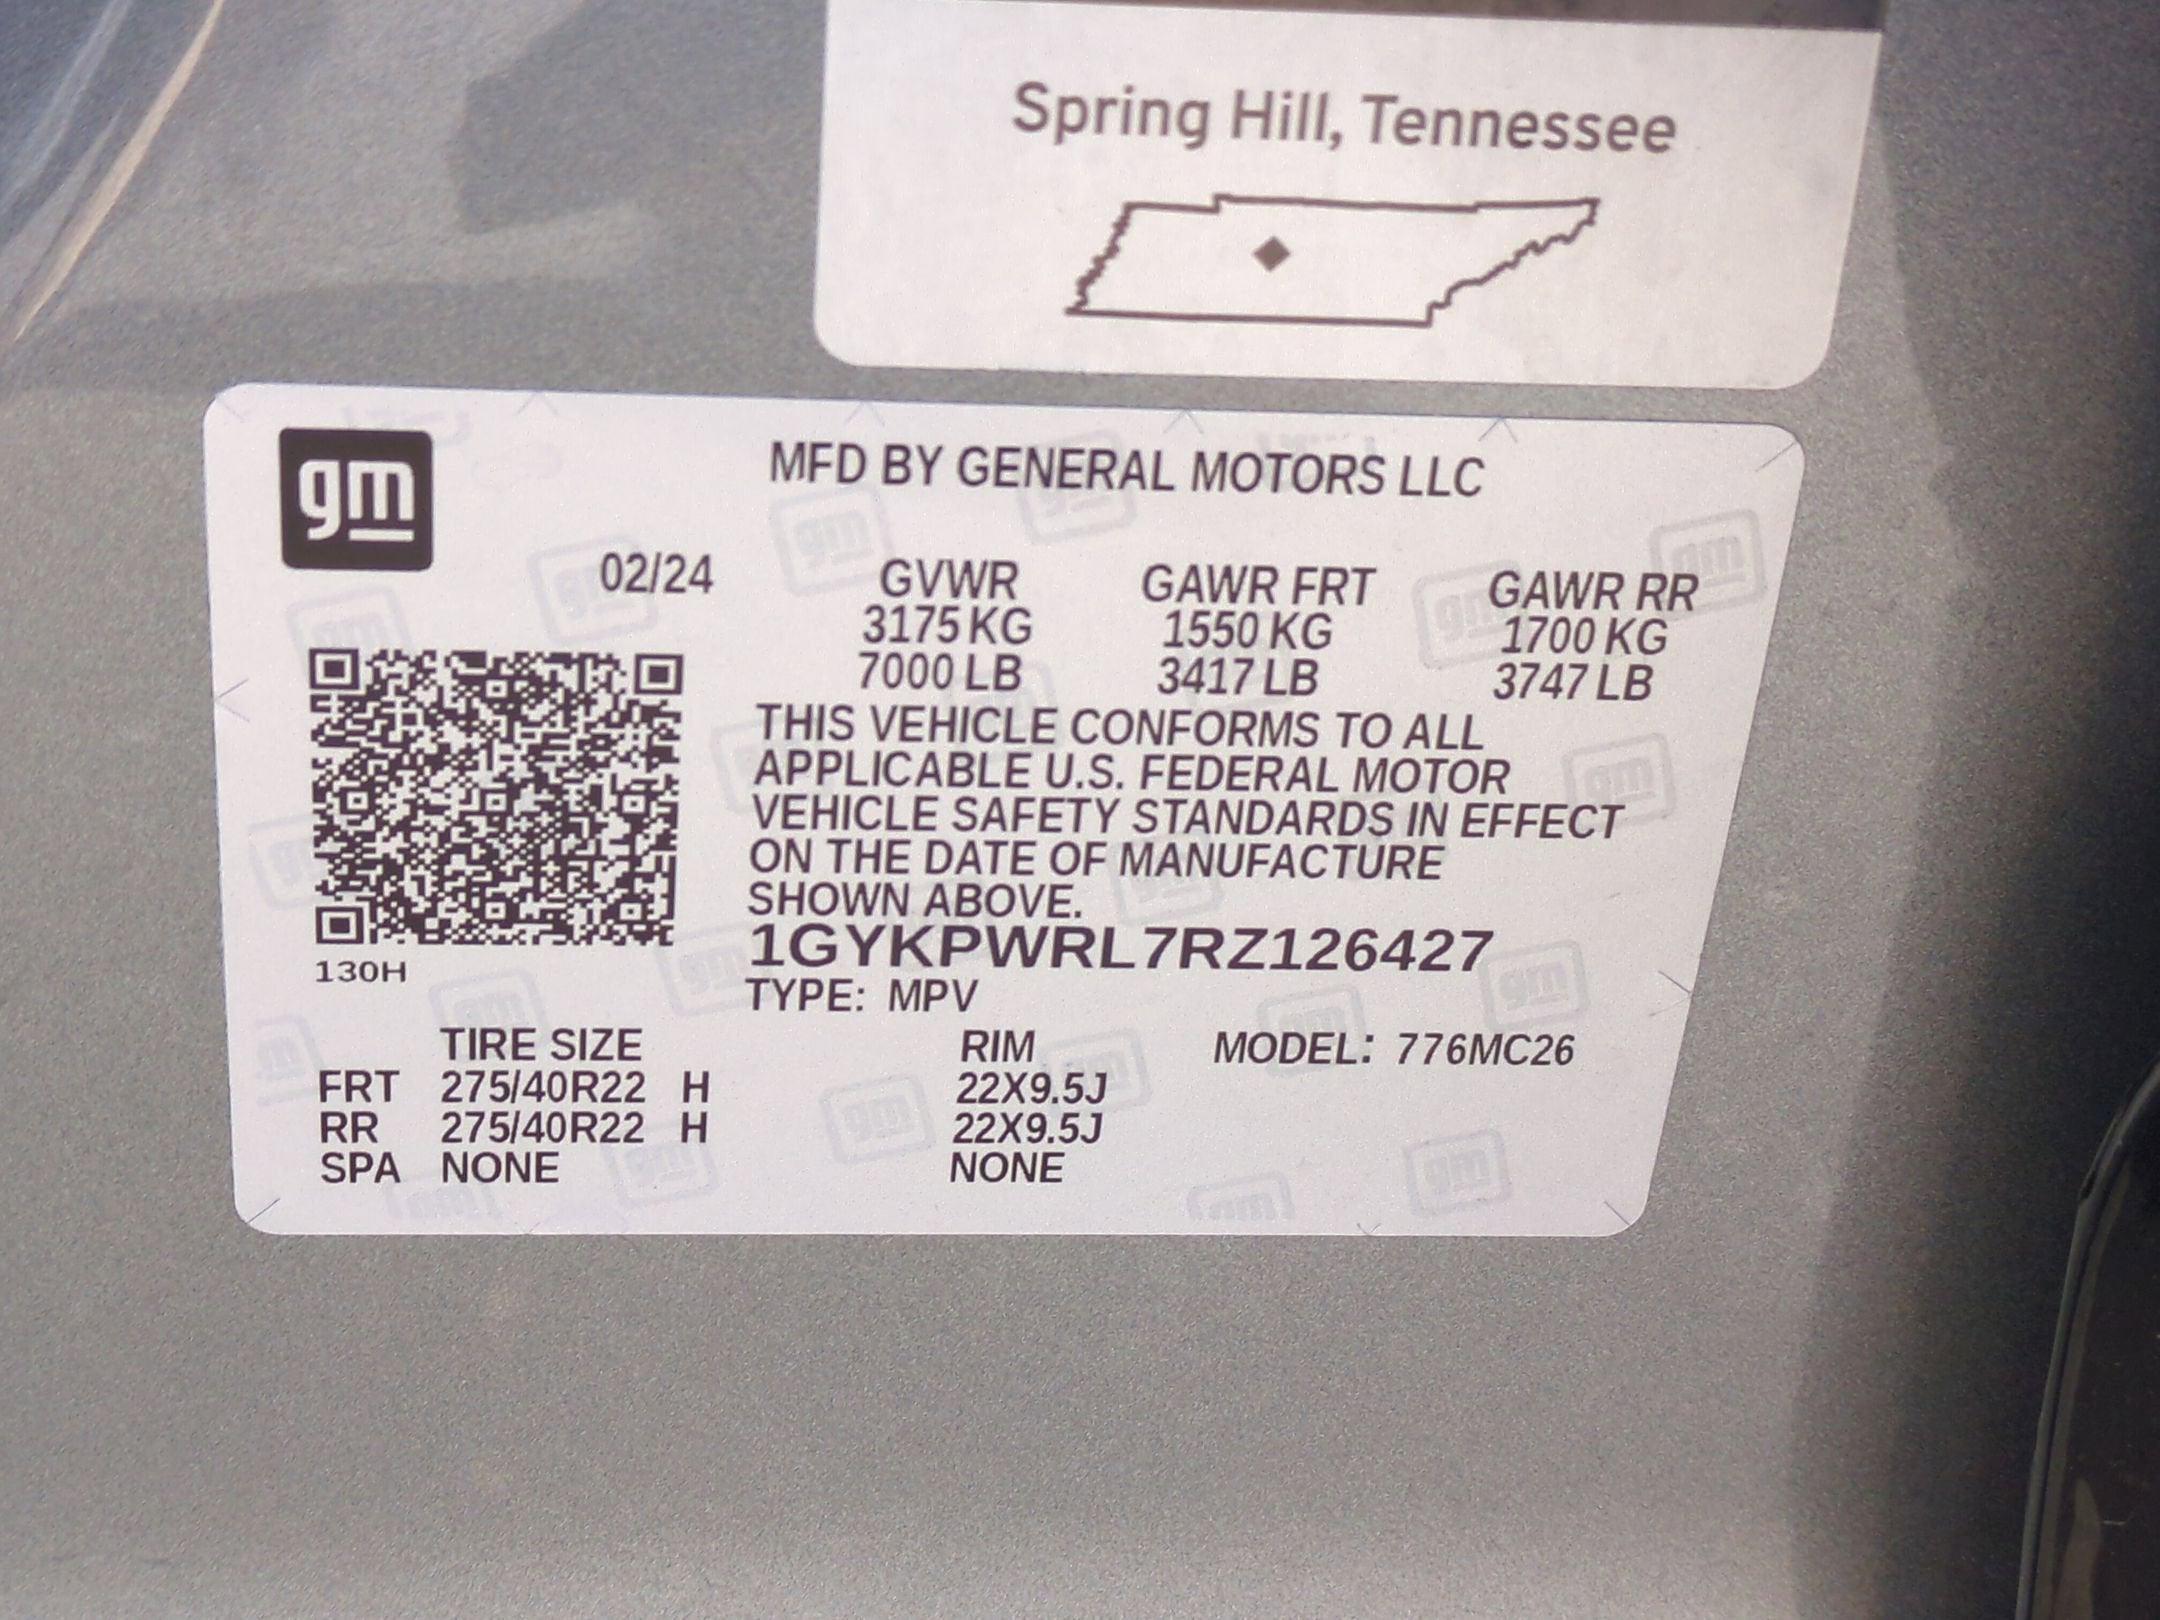 Spring Hill, Tennessee
gm
MFD BY GENERAL MOTORS LLC
02/24
GVWR GAWR FRT GAWR RR
3175 KG 1550 KG 1700 KG
7000 LB 3417 LB 3747 LB
THIS VEHICLE CONFORMS TO ALL
APPLICABLE U.S. FEDERAL MOTOR
VEHICLE SAFETY STANDARDS IN EFFECT
ON THE DATE OF MANUFACTURE
SHOWN ABOVE.
1GYKPWRL7RZ126427
130H
TYPE: MPV
TIRE SIZE RIM MODEL: 776MC26
FRT 275/40R22 H 22X9.5J
RR 275/40R22 H 22X9.5J
SPA NONE NONE